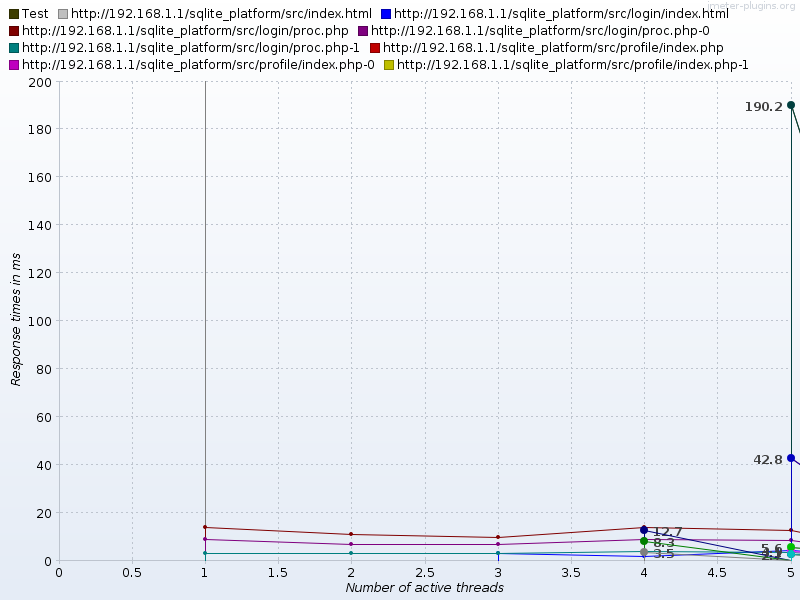 jmeter-plugins.org
Test http://192.168.1.1/sqlite_platform/src/index.html http://192.168.1.1/sqlite_platform/src/login/index.html
http://192.168.1.1/sqlite_platform/src/login/proc.php http://192.168.1.1/sqlite_platform/src/login/proc.php-0
http://192.168.1.1/sqlite_platform/src/login/proc.php-1 http://192.168.1.1/sqlite_platform/src/profile/index.php
http://192.168.1.1/sqlite_platform/src/profile/index.php-0 http://192.168.1.1/sqlite_platform/src/profile/index.php-1
200
190.2
180
160
140
120
100
80
60
42.8
40
20
12.7
8.3
3.5
0
0 0.5 1 1.5 2 2.5 3 3.5 4 4.5 5
Response times in ms
Number of active threads